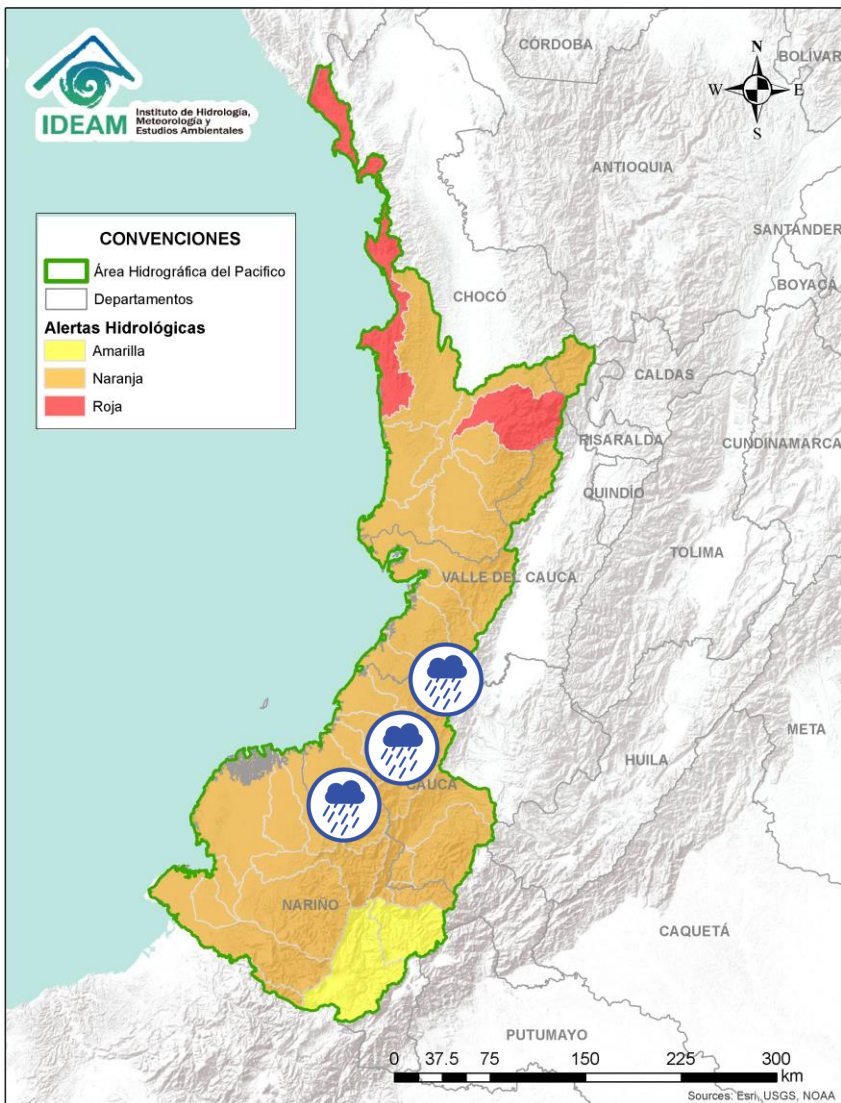 IDEAM
Instituto de Hidrología,
Meteorología y
Estudios Ambientales
CÓRDOBA
BOLÍVAR
N
W
E
S
ANTIOQUIA
SANTANDER
BOYACÁ
CONVENCIONES
Área Hidrográfica del Pacifico
Departamentos
Alertas Hidrológicas
Amarilla
Naranja
Roja
CHOCÓ
CALDAS
RISARALDA
CUNDINAMARCA
QUINDÍO
TOLIMA
VALLE DEL CAUCA
META
HUILA
CAUCA
NARIÑO
CAQUETÁ
PUTUMAYO
0 37.5 75 150 225 300
km
Sources: Esri, USGS, NOAA